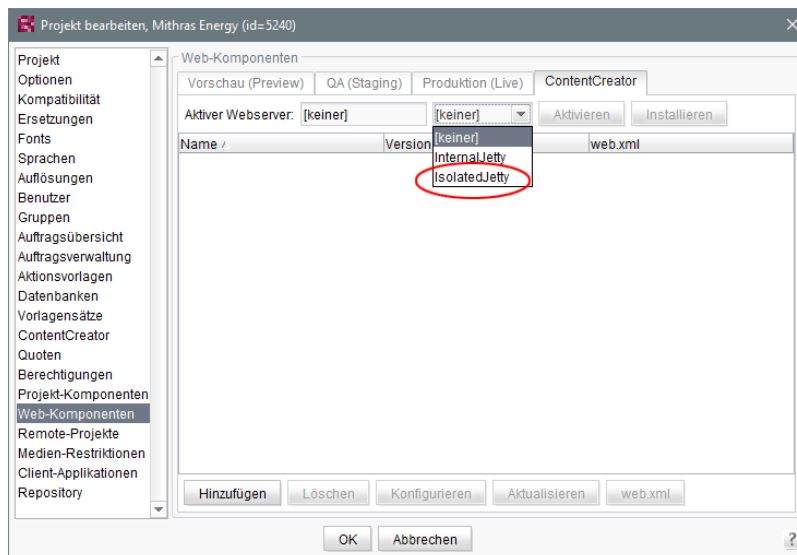 Projekt bearbeiten, Mithras Energy (id=5240)
Projekt
Optionen
Kompatibilität
Ersetzungen
Fonts
Sprachen
Auflösungen
Benutzer
Gruppen
Auftragsübersicht
Auftragsverwaltung
Aktionsvorlagen
Datenbanken
Vorlagensätze
ContentCreator
Quoten
Berechtigungen
Projekt-Komponenten
Web-Komponenten
Remote-Projekte
Medien-Restriktionen
Client-Applikationen
Repository
Web-Komponenten
Vorschau (Preview) QA (Staging) Produktion (Live) ContentCreator
Aktiver Webserver: [keiner] [keiner] Aktivieren Installieren
Name Version web.xml
[keiner]
InternalJetty
IsolatedJetty
Hinzufügen Löschen Konfigurieren Aktualisieren web.xml
OK Abbrechen ?